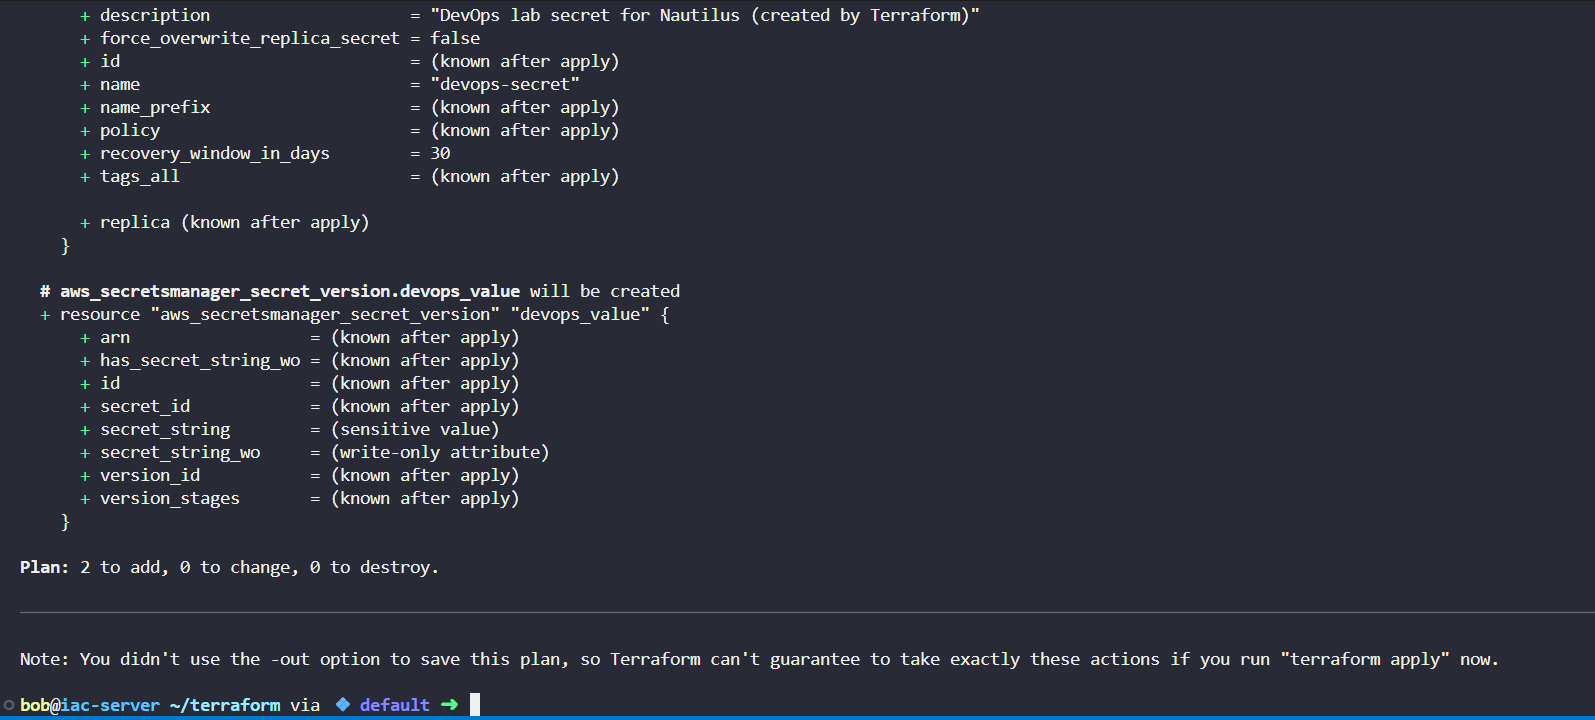 + description                    = "DevOps lab secret for Nautilus (created by Terraform)"
+ force_overwrite_replica_secret = false
+ id                             = (known after apply)
+ name                           = "devops-secret"
+ name_prefix                    = (known after apply)
+ policy                         = (known after apply)
+ recovery_window_in_days        = 30
+ tags_all                       = (known after apply)
+ replica (known after apply)
}
# aws_secretsmanager_secret_version.devops_value will be created
+ resource "aws_secretsmanager_secret_version" "devops_value" {
+ arn                  = (known after apply)
+ has_secret_string_wo = (known after apply)
+ id                   = (known after apply)
+ secret_id            = (known after apply)
+ secret_string        = (sensitive value)
+ secret_string_wo     = (write-only attribute)
+ version_id           = (known after apply)
+ version_stages       = (known after apply)
}
Plan: 2 to add, 0 to change, 0 to destroy.
Note: You didn't use the -out option to save this plan, so Terraform can't guarantee to take exactly these actions if you run "terraform apply" now.
bob@iac-server ~/terraform via 🔷 default ➜